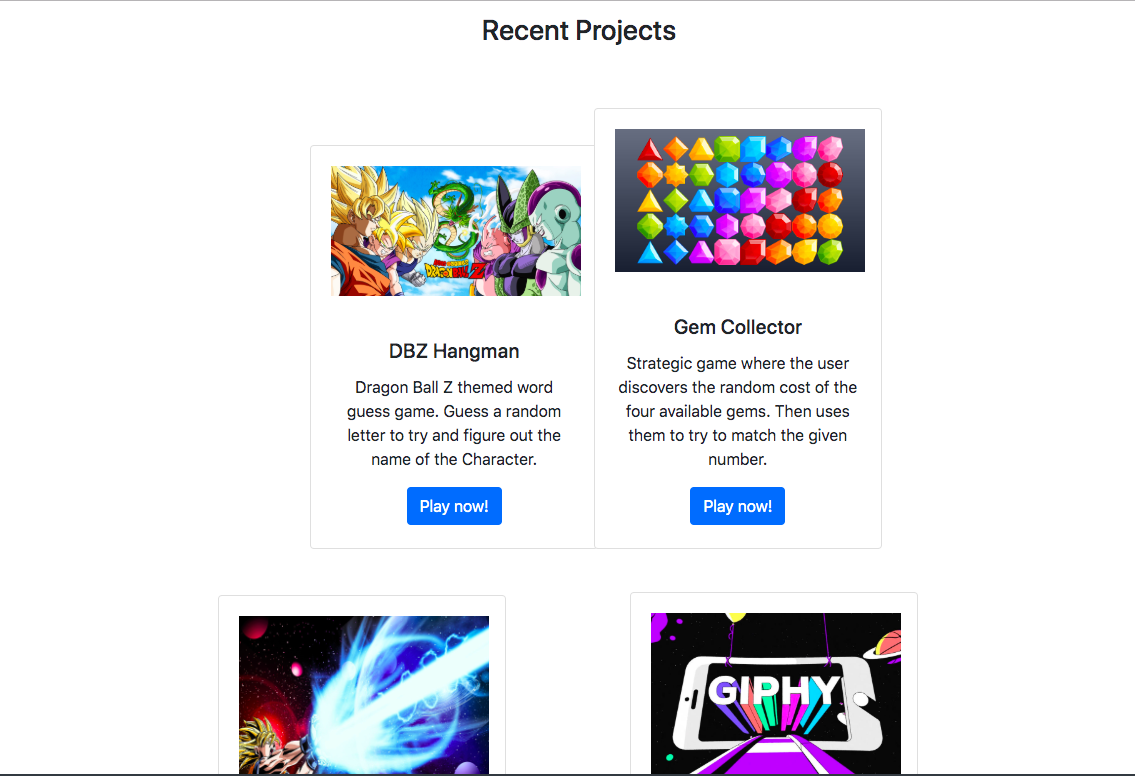 Recent Projects
DRAGON BALL Z
DBZ Hangman
Dragon Ball Z themed word
guess game. Guess a random
letter to try and figure out the
name of the Character.
Play now!
Gem Collector
Strategic game where the user
discovers the random cost of the
four available gems. Then uses
them to try to match the given
number.
Play now!
GIPHY